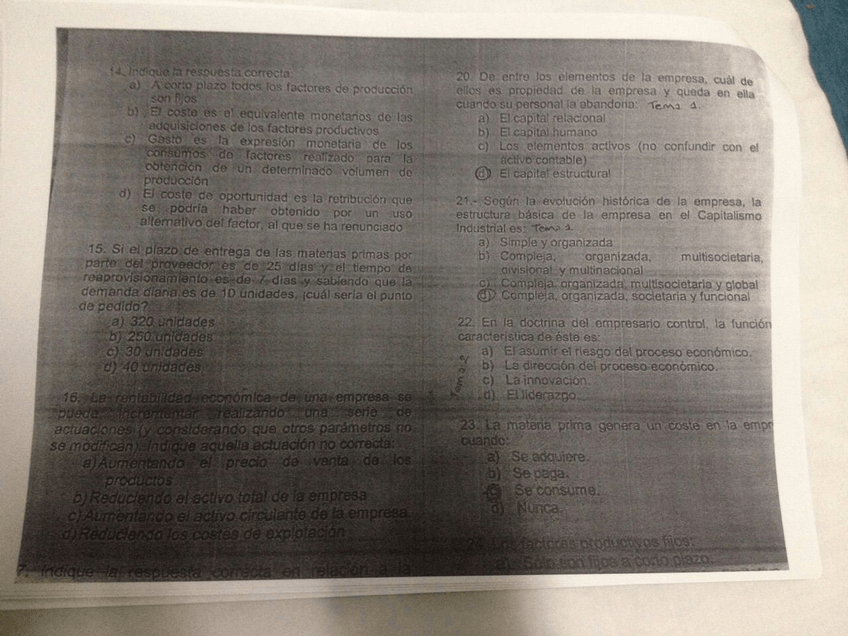 14. Indique la respuesta correcta:
a) A corto plazo todos los factores de producción
son fijos
b) El coste es el equivalente monetarios de las
adquisiciones de los factores productivos
c) Gasto es la expresión monetaria de los
consumos de factores realizado para la
obtención de un determinado volumen de
producción
d) El coste de oportunidad es la retribución que
se podría haber obtenido por un uso
alternativo del factor, al que se ha renunciado
15. Si el plazo de entrega de las materias primas por
parte del proveedor es de 25 días y el tiempo de
reaprovisionamiento es de 7 días y sabiendo que la
demanda diaria es de 10 unidades, ¿cuál sería el punto
de pedido?
a) 320 unidades
b) 250 unidades
c) 30 unidades
d) 40 unidades
16. La rentabilidad económica de una empresa se
puede incrementar realizando una serie de
actuaciones (y considerando que otros parámetros no
se modifican). Indique aquella actuación no correcta:
a) Aumentando el precio de venta de los
productos
b) Reduciendo el activo total de la empresa
c) Aumentando el activo circulante de la empresa
d) Reduciendo los costes de explotación
7. Indique la respuesta correcta en relación a la
20. De entre los elementos de la empresa, cuál de
ellos es propiedad de la empresa y queda en ella
cuando su personal la abandona: Tema 1.
a) El capital relacional
b) El capital humano
c) Los elementos activos (no confundir con el
activo contable)
d) El capital estructural
21.- Según la evolución histórica de la empresa, la
estructura básica de la empresa en el Capitalismo
Industrial es: Tema 1
a) Simple y organizada
b) Compleja, organizada, multisocietaria,
divisional y multinacional
c) Compleja, organizada, multisocietaria y global
d) Compleja, organizada, societaria y funcional
22. En la doctrina del empresario control, la función
característica de éste es:
a) El asumir el riesgo del proceso económico.
b) La dirección del proceso económico.
c) La innovación.
d) El liderazgo.
Tema 2
23. La materia prima genera un coste en la empr
cuando:
a) Se adquiere.
b) Se paga.
c) Se consume.
d) Nunca.
24. Los factores productivos fijos:
a) Solo son fijos a corto plazo.